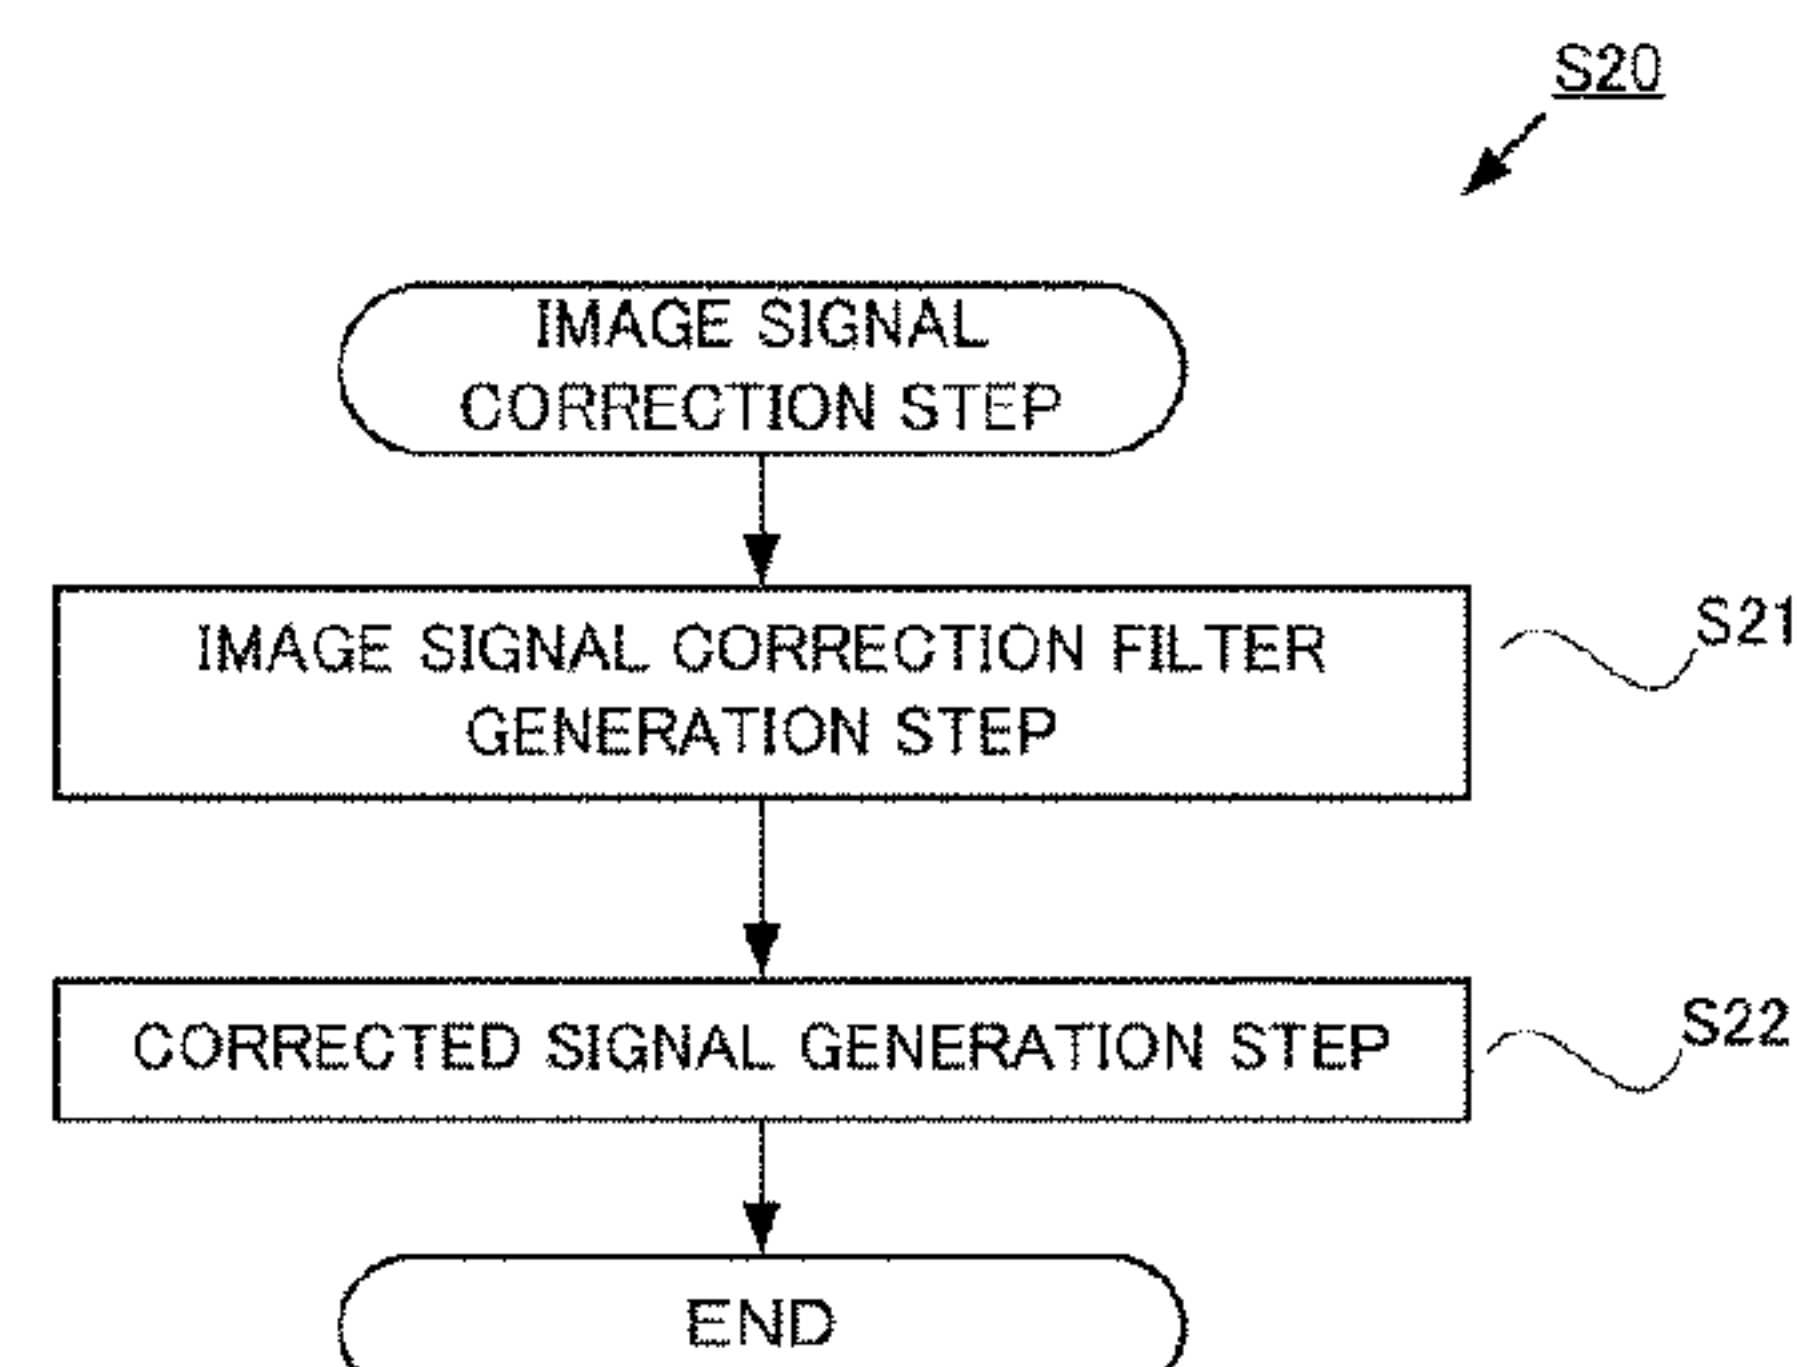 S20
IMAGE SIGNAL
CORRECTION STEP
IMAGE SIGNAL CORRECTION FILTER
GENERATION STEP
S21
CORRECTED SIGNAL GENERATION STEP
S22
END